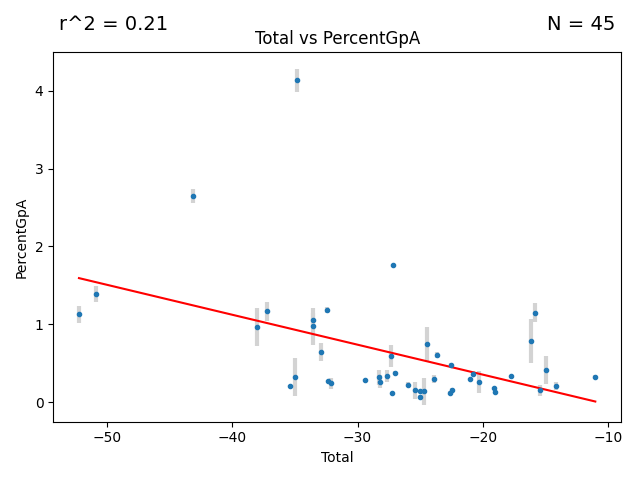 r^2 = 0.21
N = 45
Total vs PercentGpA
4
3
2
1
0
PercentGpA
−50
−40
−30
−20
−10
Total